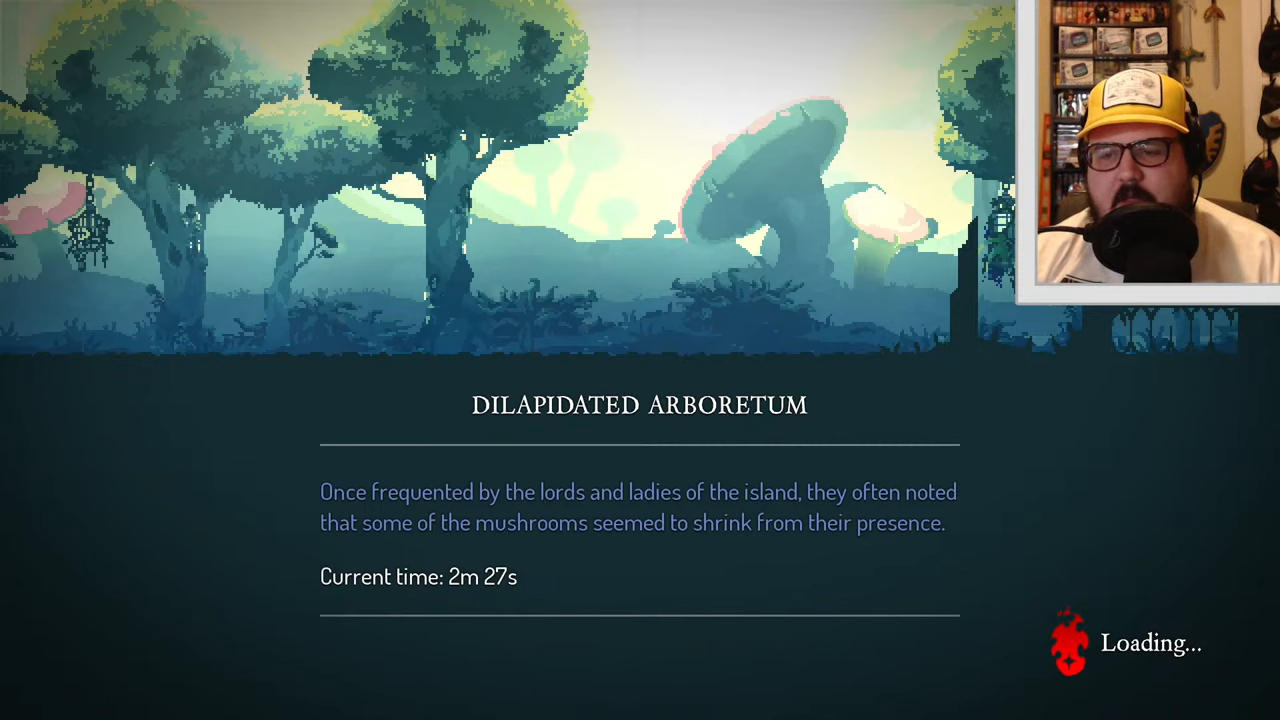 DILAPIDATED ARBORETUM
Once frequented by the lords and ladies of the island, they often noted
that some of the mushrooms seemed to shrink from their presence.
Current time: 2m 27s
Loading...